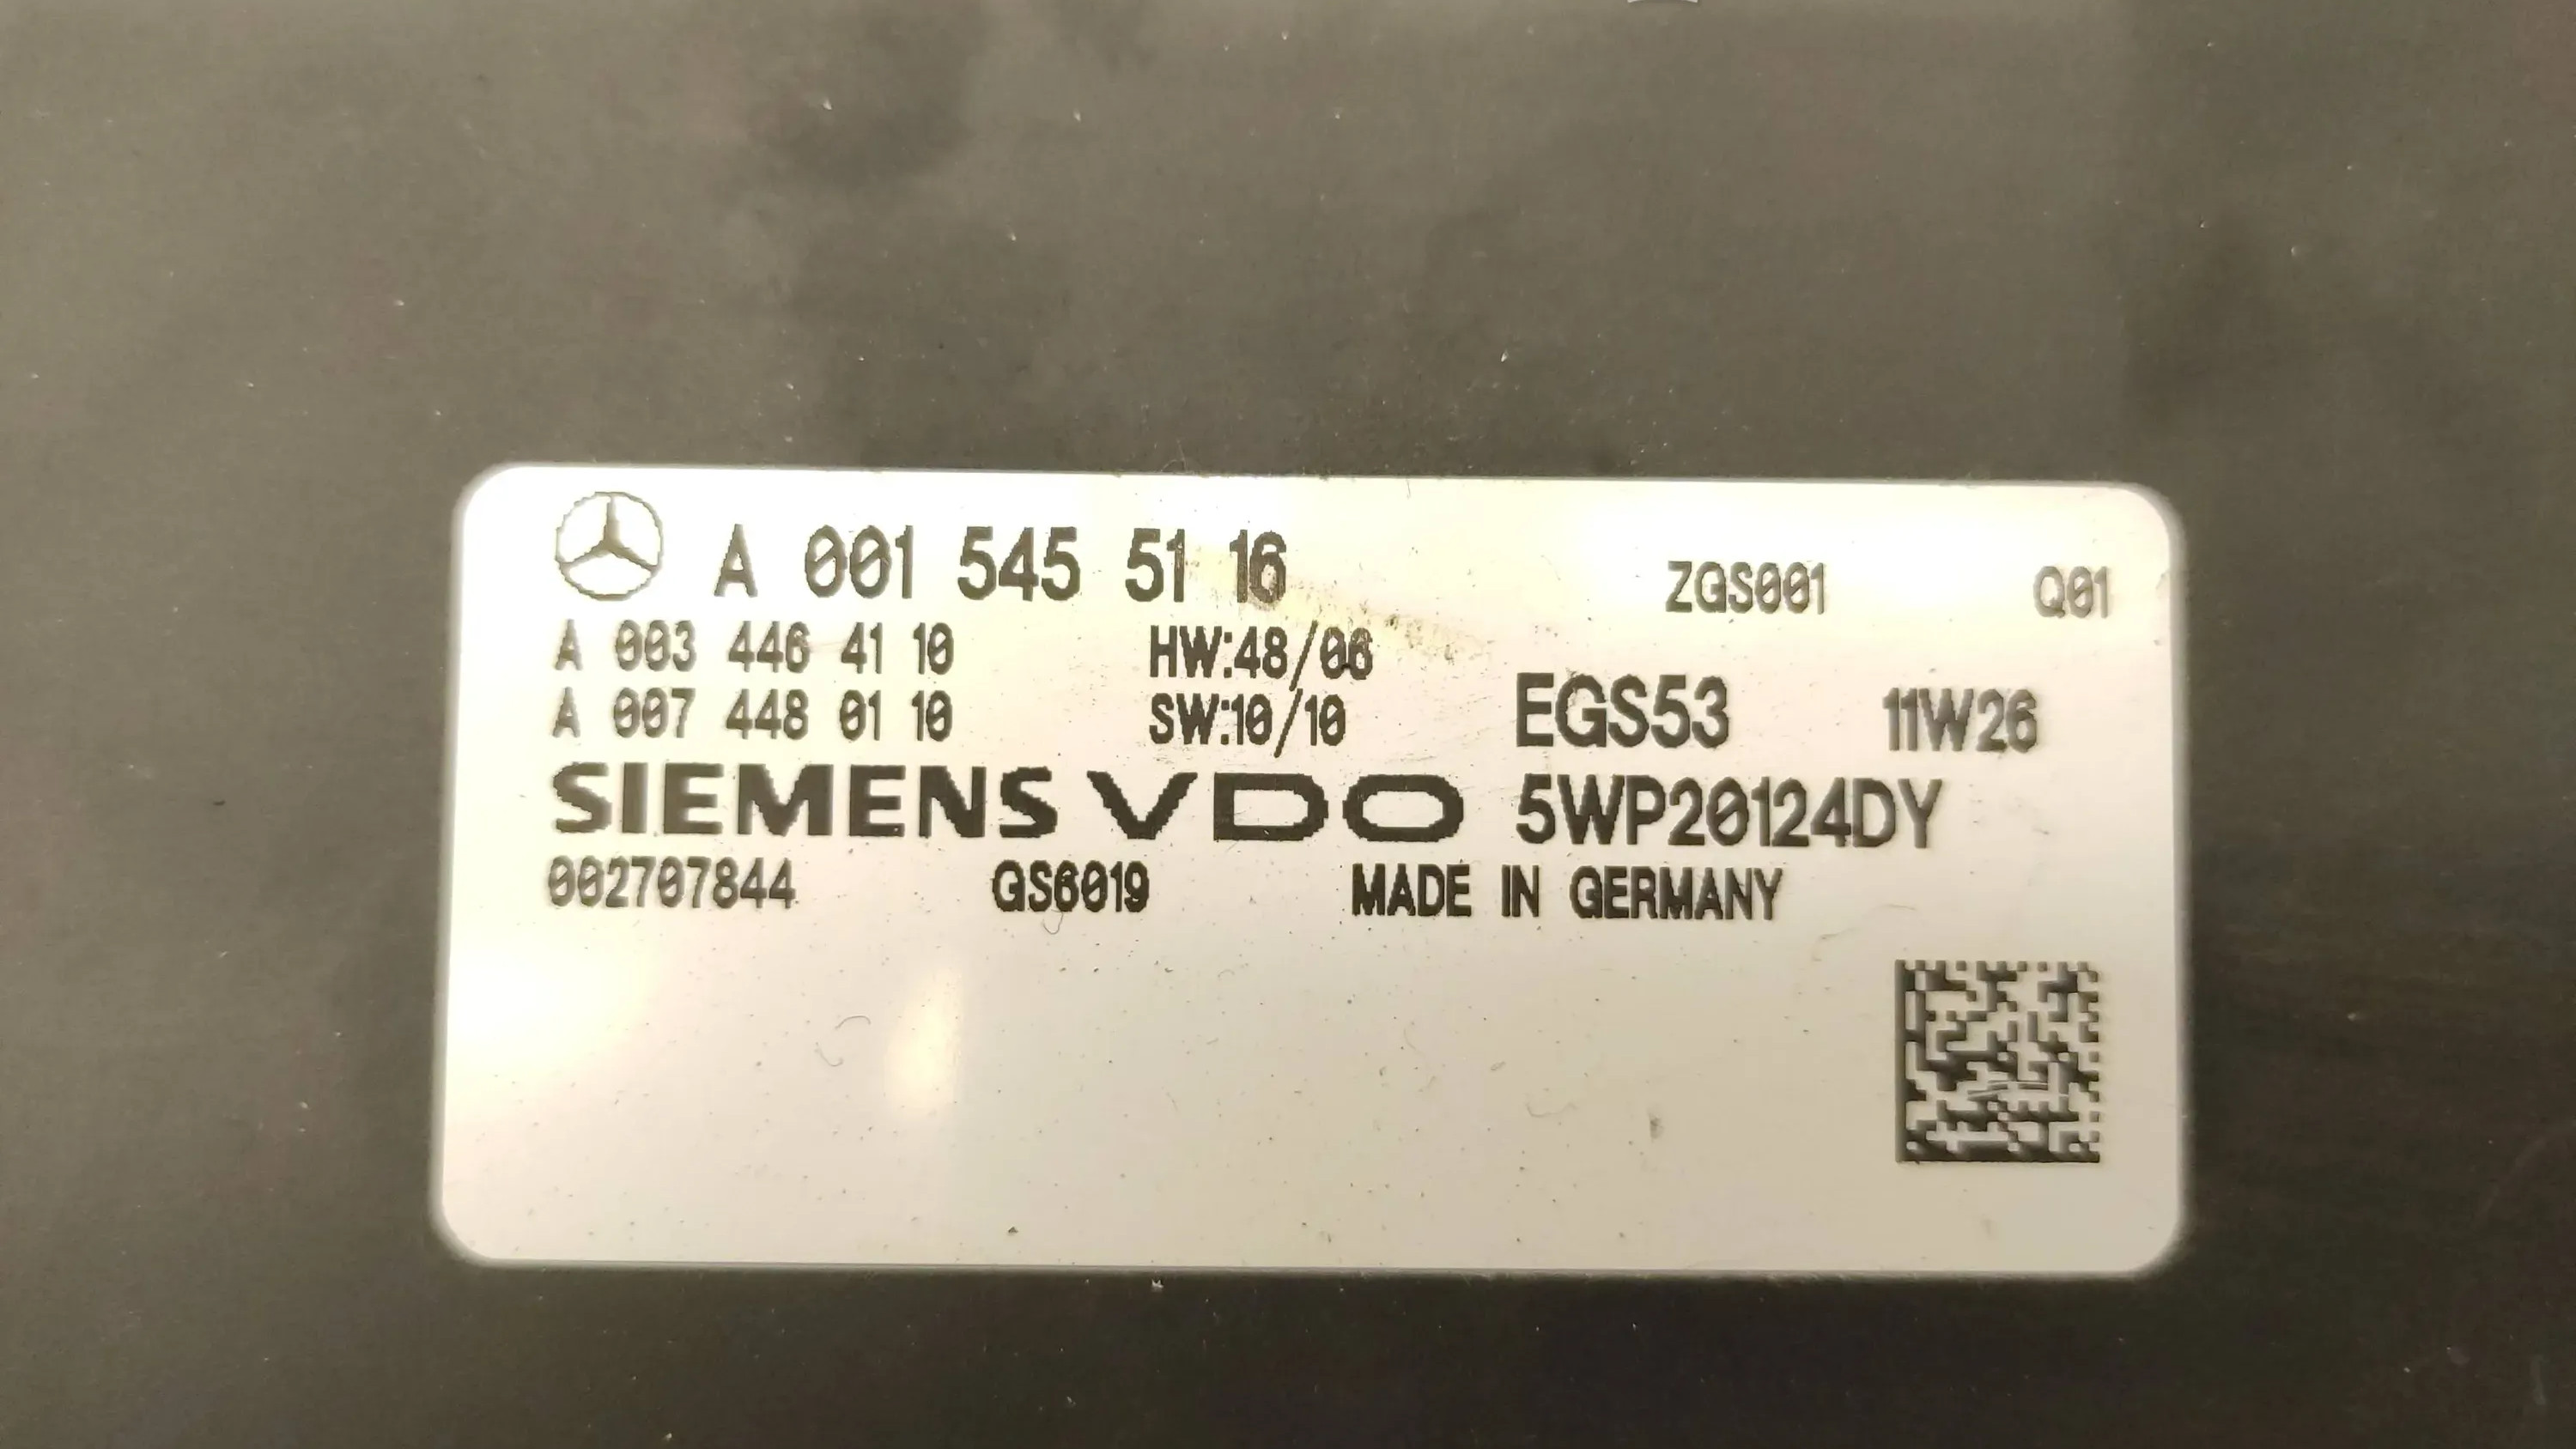 A 001 545 51 16 ZGS001 Q01
A 003 446 41 10 HW:48/06
A 007 448 01 10 SW:10/10 EGS53 11W26
SIEMENS VDO 5WP20124DY
002707844 GS6019 MADE IN GERMANY